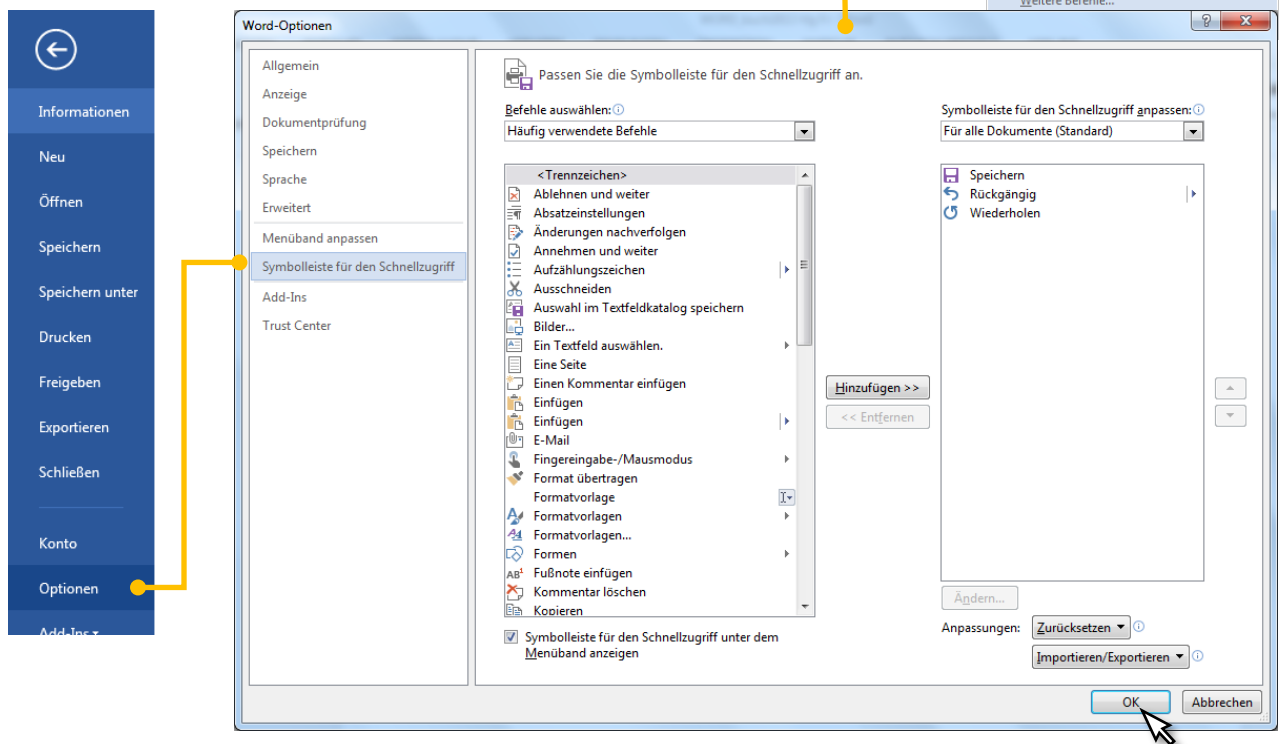 Weitere Befehle...
Informationen
Neu
Öffnen
Speichern
Speichern unter
Drucken
Freigeben
Exportieren
Schließen
Konto
Optionen
Add-Ins
Word-Optionen
Allgemein
Anzeige
Dokumentprüfung
Speichern
Sprache
Erweitert
Menüband anpassen
Symbolleiste für den Schnellzugriff
Add-Ins
Trust Center
Passen Sie die Symbolleiste für den Schnellzugriff an.
Befehle auswählen:
Häufig verwendete Befehle
<Trennzeichen>
Ablehnen und weiter
Absatzeinstellungen
Änderungen nachverfolgen
Annehmen und weiter
Aufzählungszeichen
Ausschneiden
Auswahl im Textfeldkatalog speichern
Bilder...
Ein Textfeld auswählen.
Eine Seite
Einen Kommentar einfügen
Einfügen
Einfügen
E-Mail
Fingereingabe-/Mausmodus
Format übertragen
Formatvorlage
Formatvorlagen
Formatvorlagen...
Formen
AB¹ Fußnote einfügen
Kommentar löschen
Kopieren
Symbolleiste für den Schnellzugriff unter dem
Menüband anzeigen
Hinzufügen >>
<< Entfernen
Symbolleiste für den Schnellzugriff anpassen:
Für alle Dokumente (Standard)
Speichern
Rückgängig
Wiederholen
Ändern...
Anpassungen: Zurücksetzen
Importieren/Exportieren
OK
Abbrechen